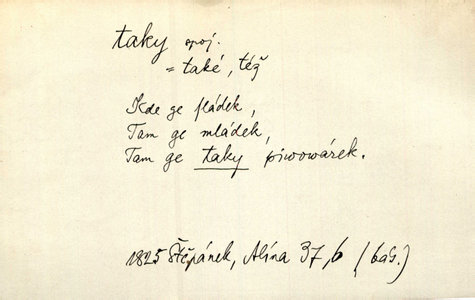 taky spoj.
= také, též
Kde ge sládek,
Tam ge mládek,
Tam ge taky piwowárek.
1825 Štěpánek, Alína 37, b (bás.)